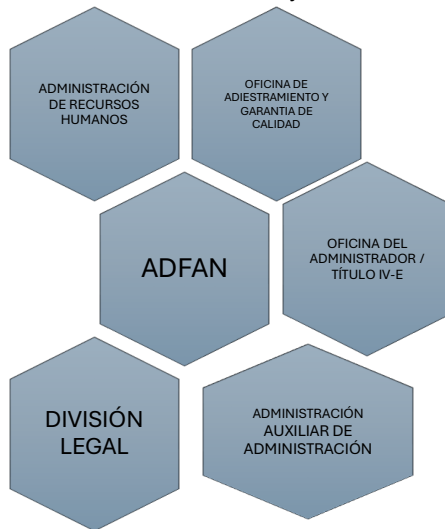 ADMINISTRACIÓN
DE RECURSOS
HUMANOS
OFICINA DE
ADIESTRAMIENTO Y
GARANTIA DE
CALIDAD
ADFAN
OFICINA DEL
ADMINISTRADOR /
TÍTULO IV-E
DIVISIÓN
LEGAL
ADMINISTRACIÓN
AUXILIAR DE
ADMINISTRACIÓN